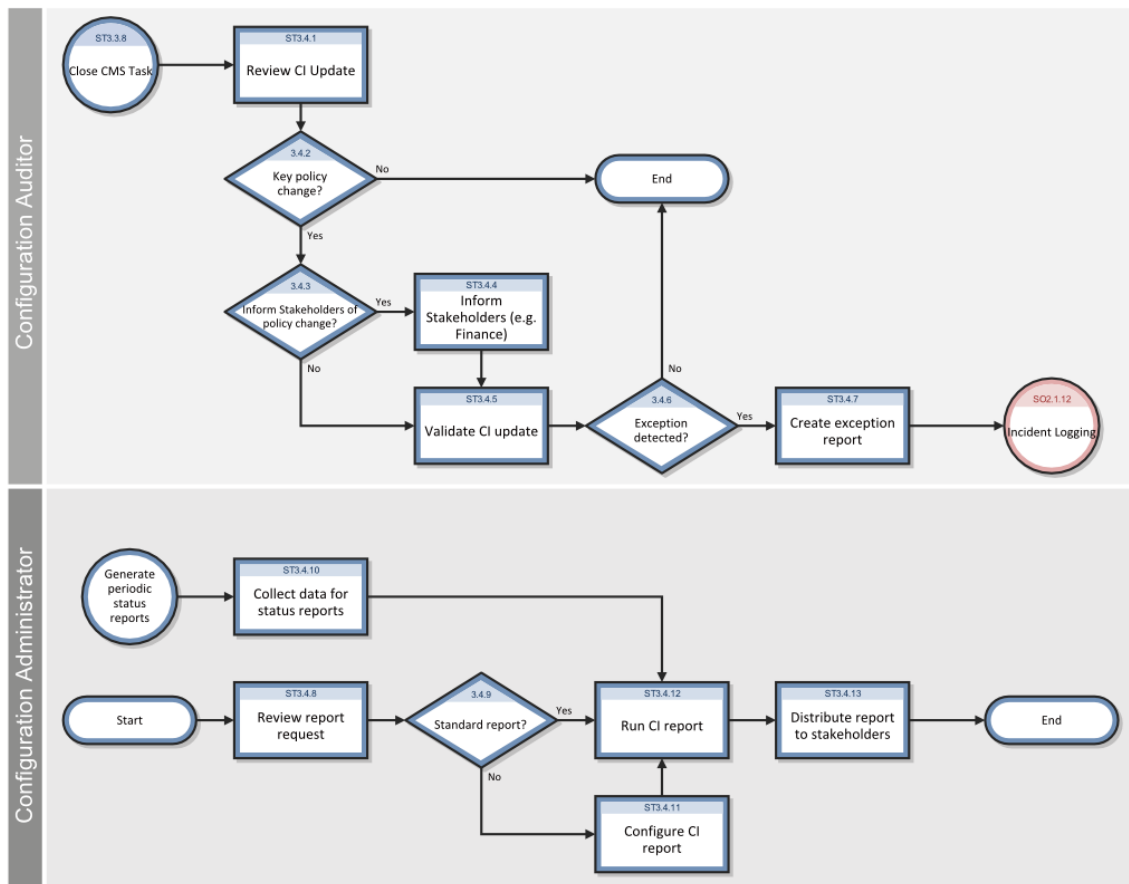 Configuration Auditor
ST3.3.8
Close CMS Task
ST3.4.1
Review CI Update
3.4.2
Key policy
change?
No
End
Yes
3.4.3
Inform Stakeholders of
policy change?
Yes
ST3.4.4
Inform
Stakeholders (e.g.
Finance)
No
ST3.4.5
Validate CI update
3.4.6
Exception
detected?
No
Yes
ST3.4.7
Create exception
report
SO2.1.12
Incident Logging
Configuration Administrator
Generate
periodic
status
reports
ST3.4.10
Collect data for
status reports
Start
ST3.4.8
Review report
request
3.4.9
Standard report?
Yes
No
ST3.4.12
Run CI report
ST3.4.13
Distribute report
to stakeholders
End
ST3.4.11
Configure CI
report